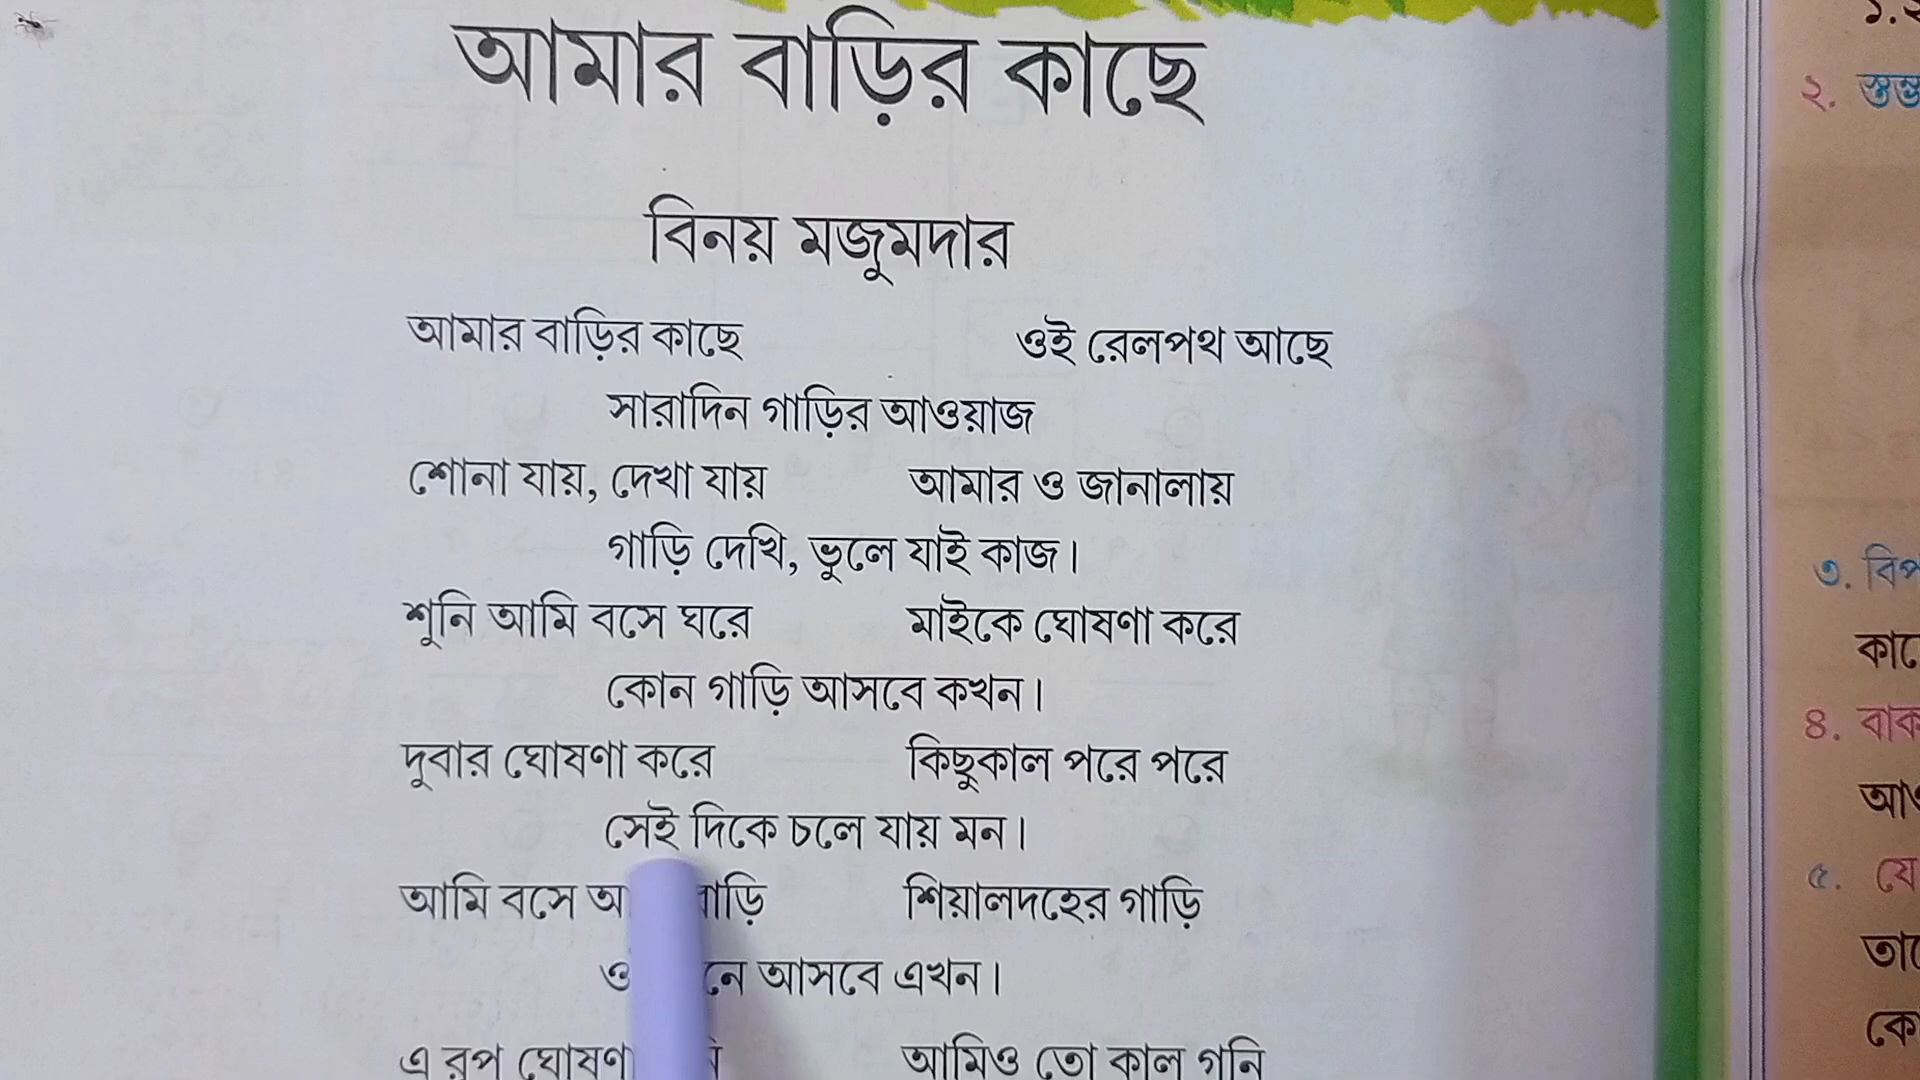 আমার বাড়ির কাছে
বিনয় মজুমদার
আমার বাড়ির কাছে ওই রেলপথ আছে
সারাদিন গাড়ির আওয়াজ
শোনা যায়, দেখা যায় আমার ও জানালায়
গাড়ি দেখি, ভুলে যাই কাজ।
শুনি আমি বসে ঘরে মাইকে ঘোষণা করে
কোন গাড়ি আসবে কখন।
দুবার ঘোষণা করে কিছুকাল পরে পরে
সেই দিকে চলে যায় মন।
আমি বসে শিয়ালদহের গাড়ি
আসবে এখন।
এ রূপ আমিও তো কাল গনি
২.
৩.
৪.
৫.